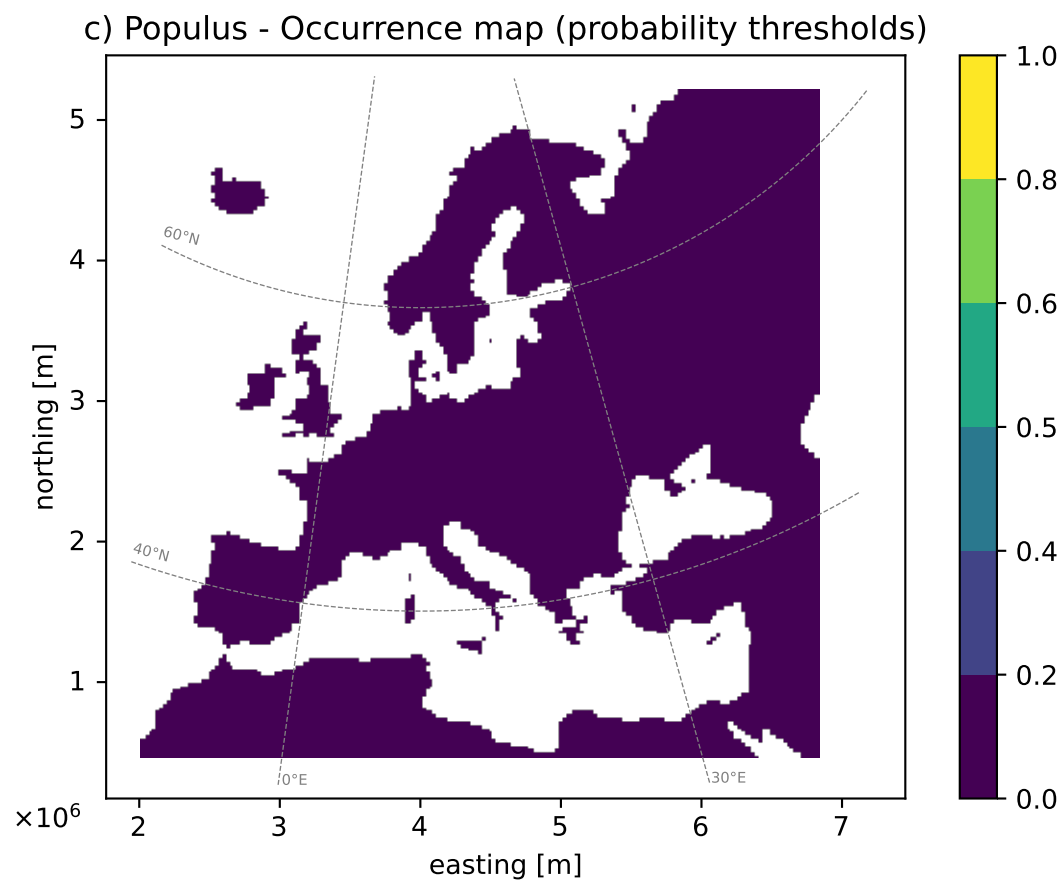 c) Populus - Occurrence map (probability thresholds)
1.0
0.8
0.6
0.5
0.4
0.2
0.0
5
4
3
2
1
northing [m]
60°N
40°N
0°E
30°E
×10⁶
2 3 4 5 6 7
easting [m]